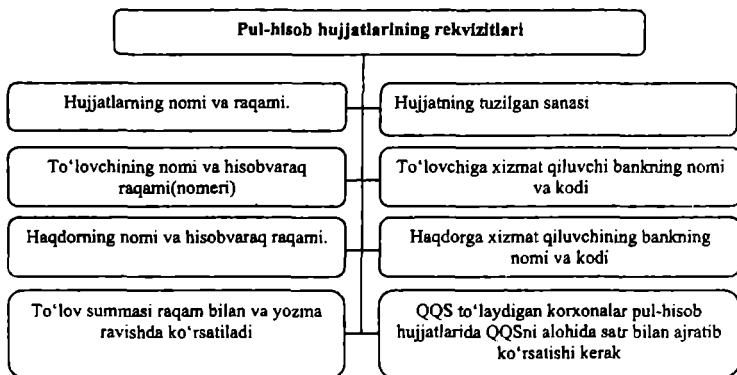 Pul-hisob hujjatlarining rekvizitlari
Hujjatlarning nomi va raqami.
Hujjatning tuzilgan sanasi
To‘lovchining nomi va hisobvaraq
raqami(nomeri)
To‘lovchiga xizmat qiluvchi bankning nomi
va kodi
Haqdorning nomi va hisobvaraq raqami.
Haqdorga xizmat qiluvchining bankning
nomi va kodi
To‘lov summasi raqam bilan va yozma
ravishda ko‘rsatiladi
QQS to‘laydigan korxonalar pul-hisob
hujjatlarida QQSni alohida satr bilan ajratib
ko‘rsatishi kerak